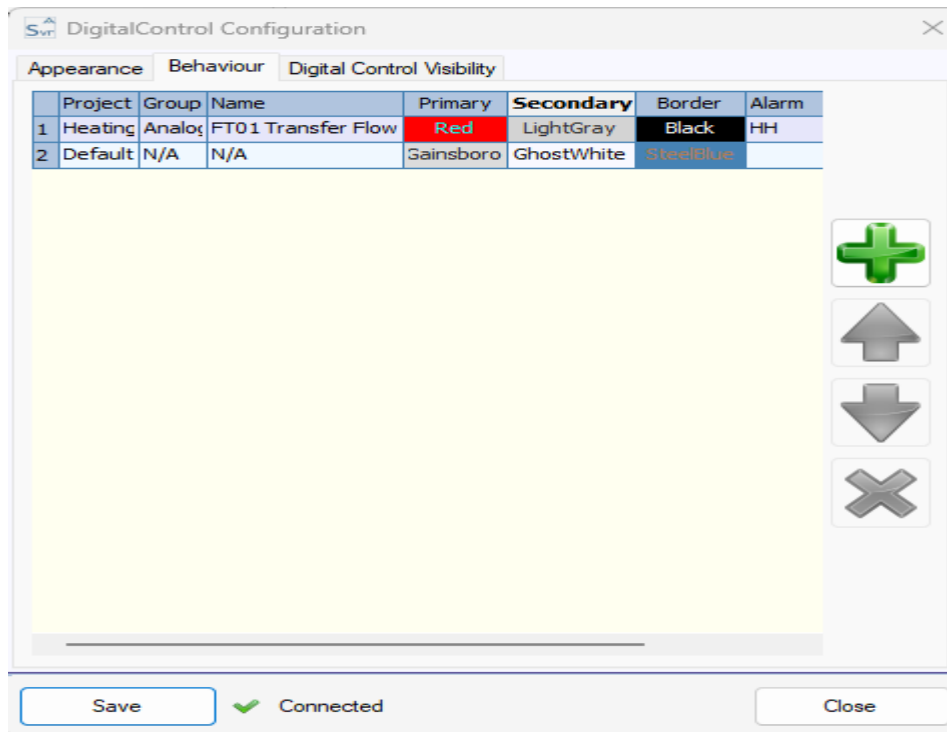 Svr DigitalControl Configuration
Appearance Behaviour Digital Control Visibility
Project Group Name Primary Secondary Border Alarm
1 Heating Analog FT01 Transfer Flow Red LightGray Black HH
2 Default N/A N/A Gainsboro GhostWhite SteelBlue
Save Connected Close